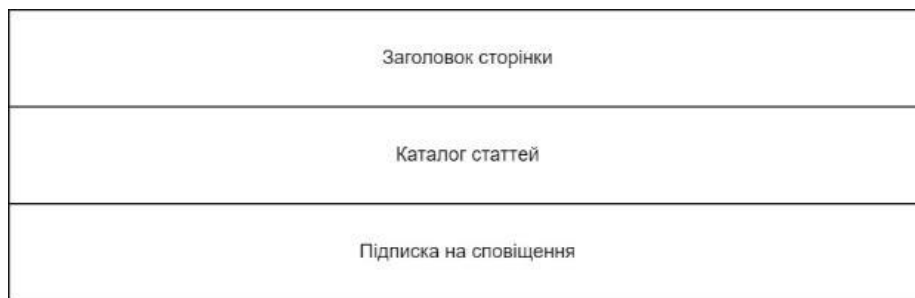 Заголовок сторінки
Каталог статтей
Підписка на сповіщення